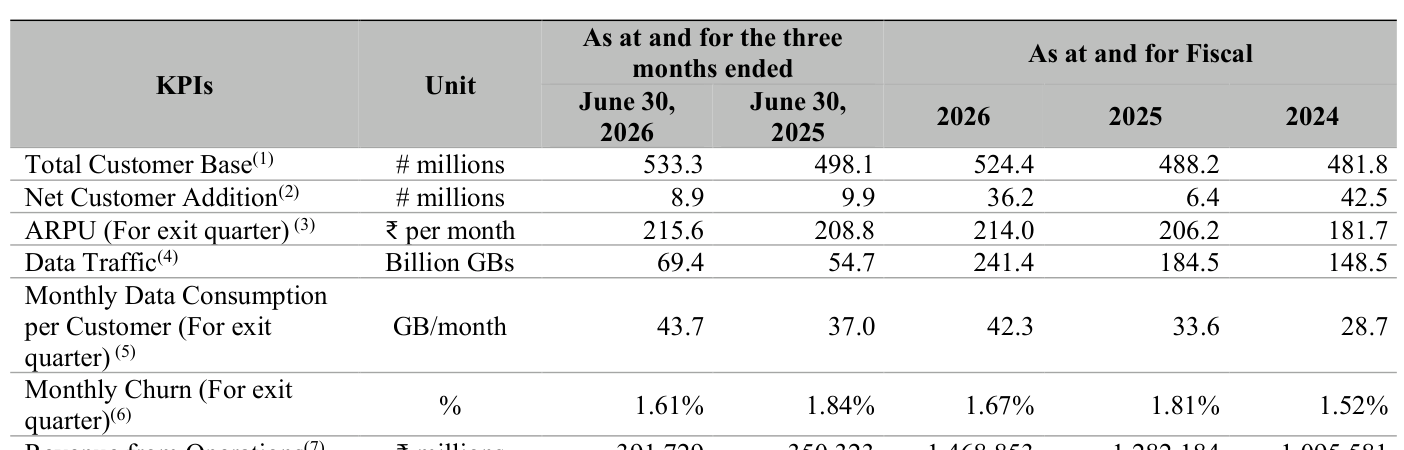 KPIs Unit As at and for the three months ended As at and for Fiscal
June 30, 2026 June 30, 2025 2026 2025 2024
Total Customer Base(1) # millions 533.3 498.1 524.4 488.2 481.8
Net Customer Addition(2) # millions 8.9 9.9 36.2 6.4 42.5
ARPU (For exit quarter) (3) ₹ per month 215.6 208.8 214.0 206.2 181.7
Data Traffic(4) Billion GBs 69.4 54.7 241.4 184.5 148.5
Monthly Data Consumption
per Customer (For exit GB/month 43.7 37.0 42.3 33.6 28.7
quarter) (5)
Monthly Churn (For exit
quarter)(6) % 1.61% 1.84% 1.67% 1.81% 1.52%
Revenue from Operations(7) ₹ millions